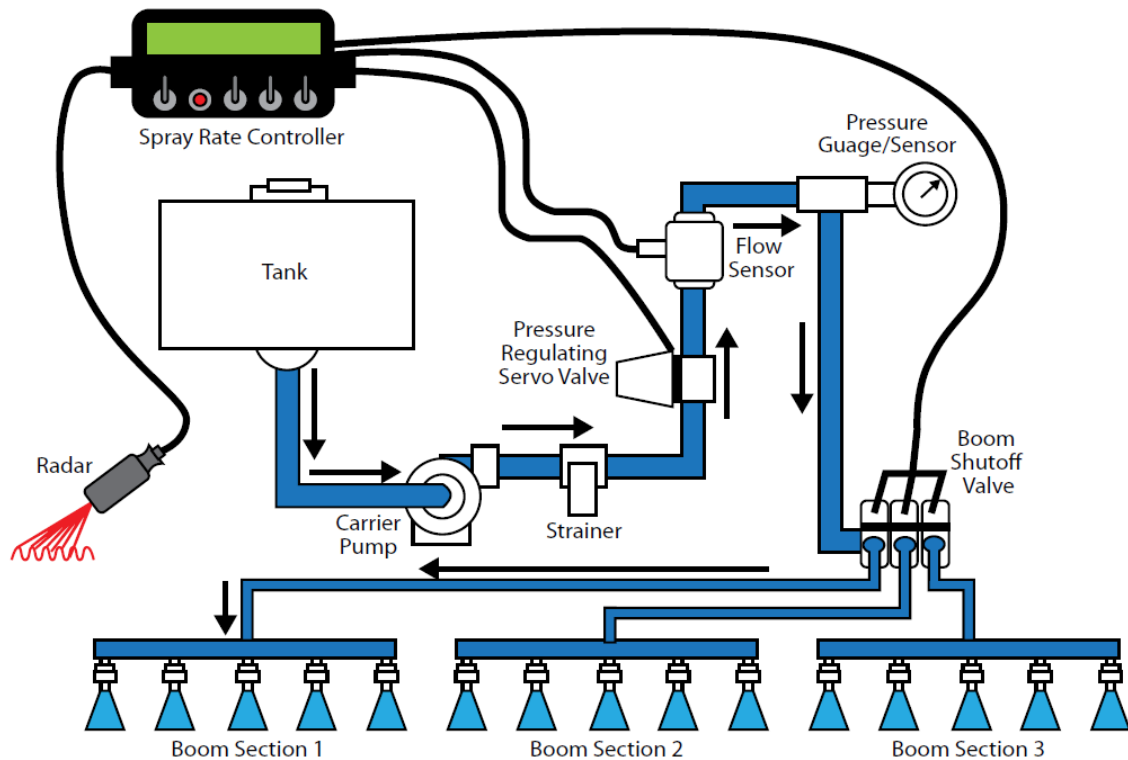 Spray Rate Controller
Pressure
Guage/Sensor
Tank
Flow
Sensor
Pressure
Regulating
Servo Valve
Radar
Boom
Shutoff
Valve
Carrier
Pump
Strainer
Boom Section 1
Boom Section 2
Boom Section 3